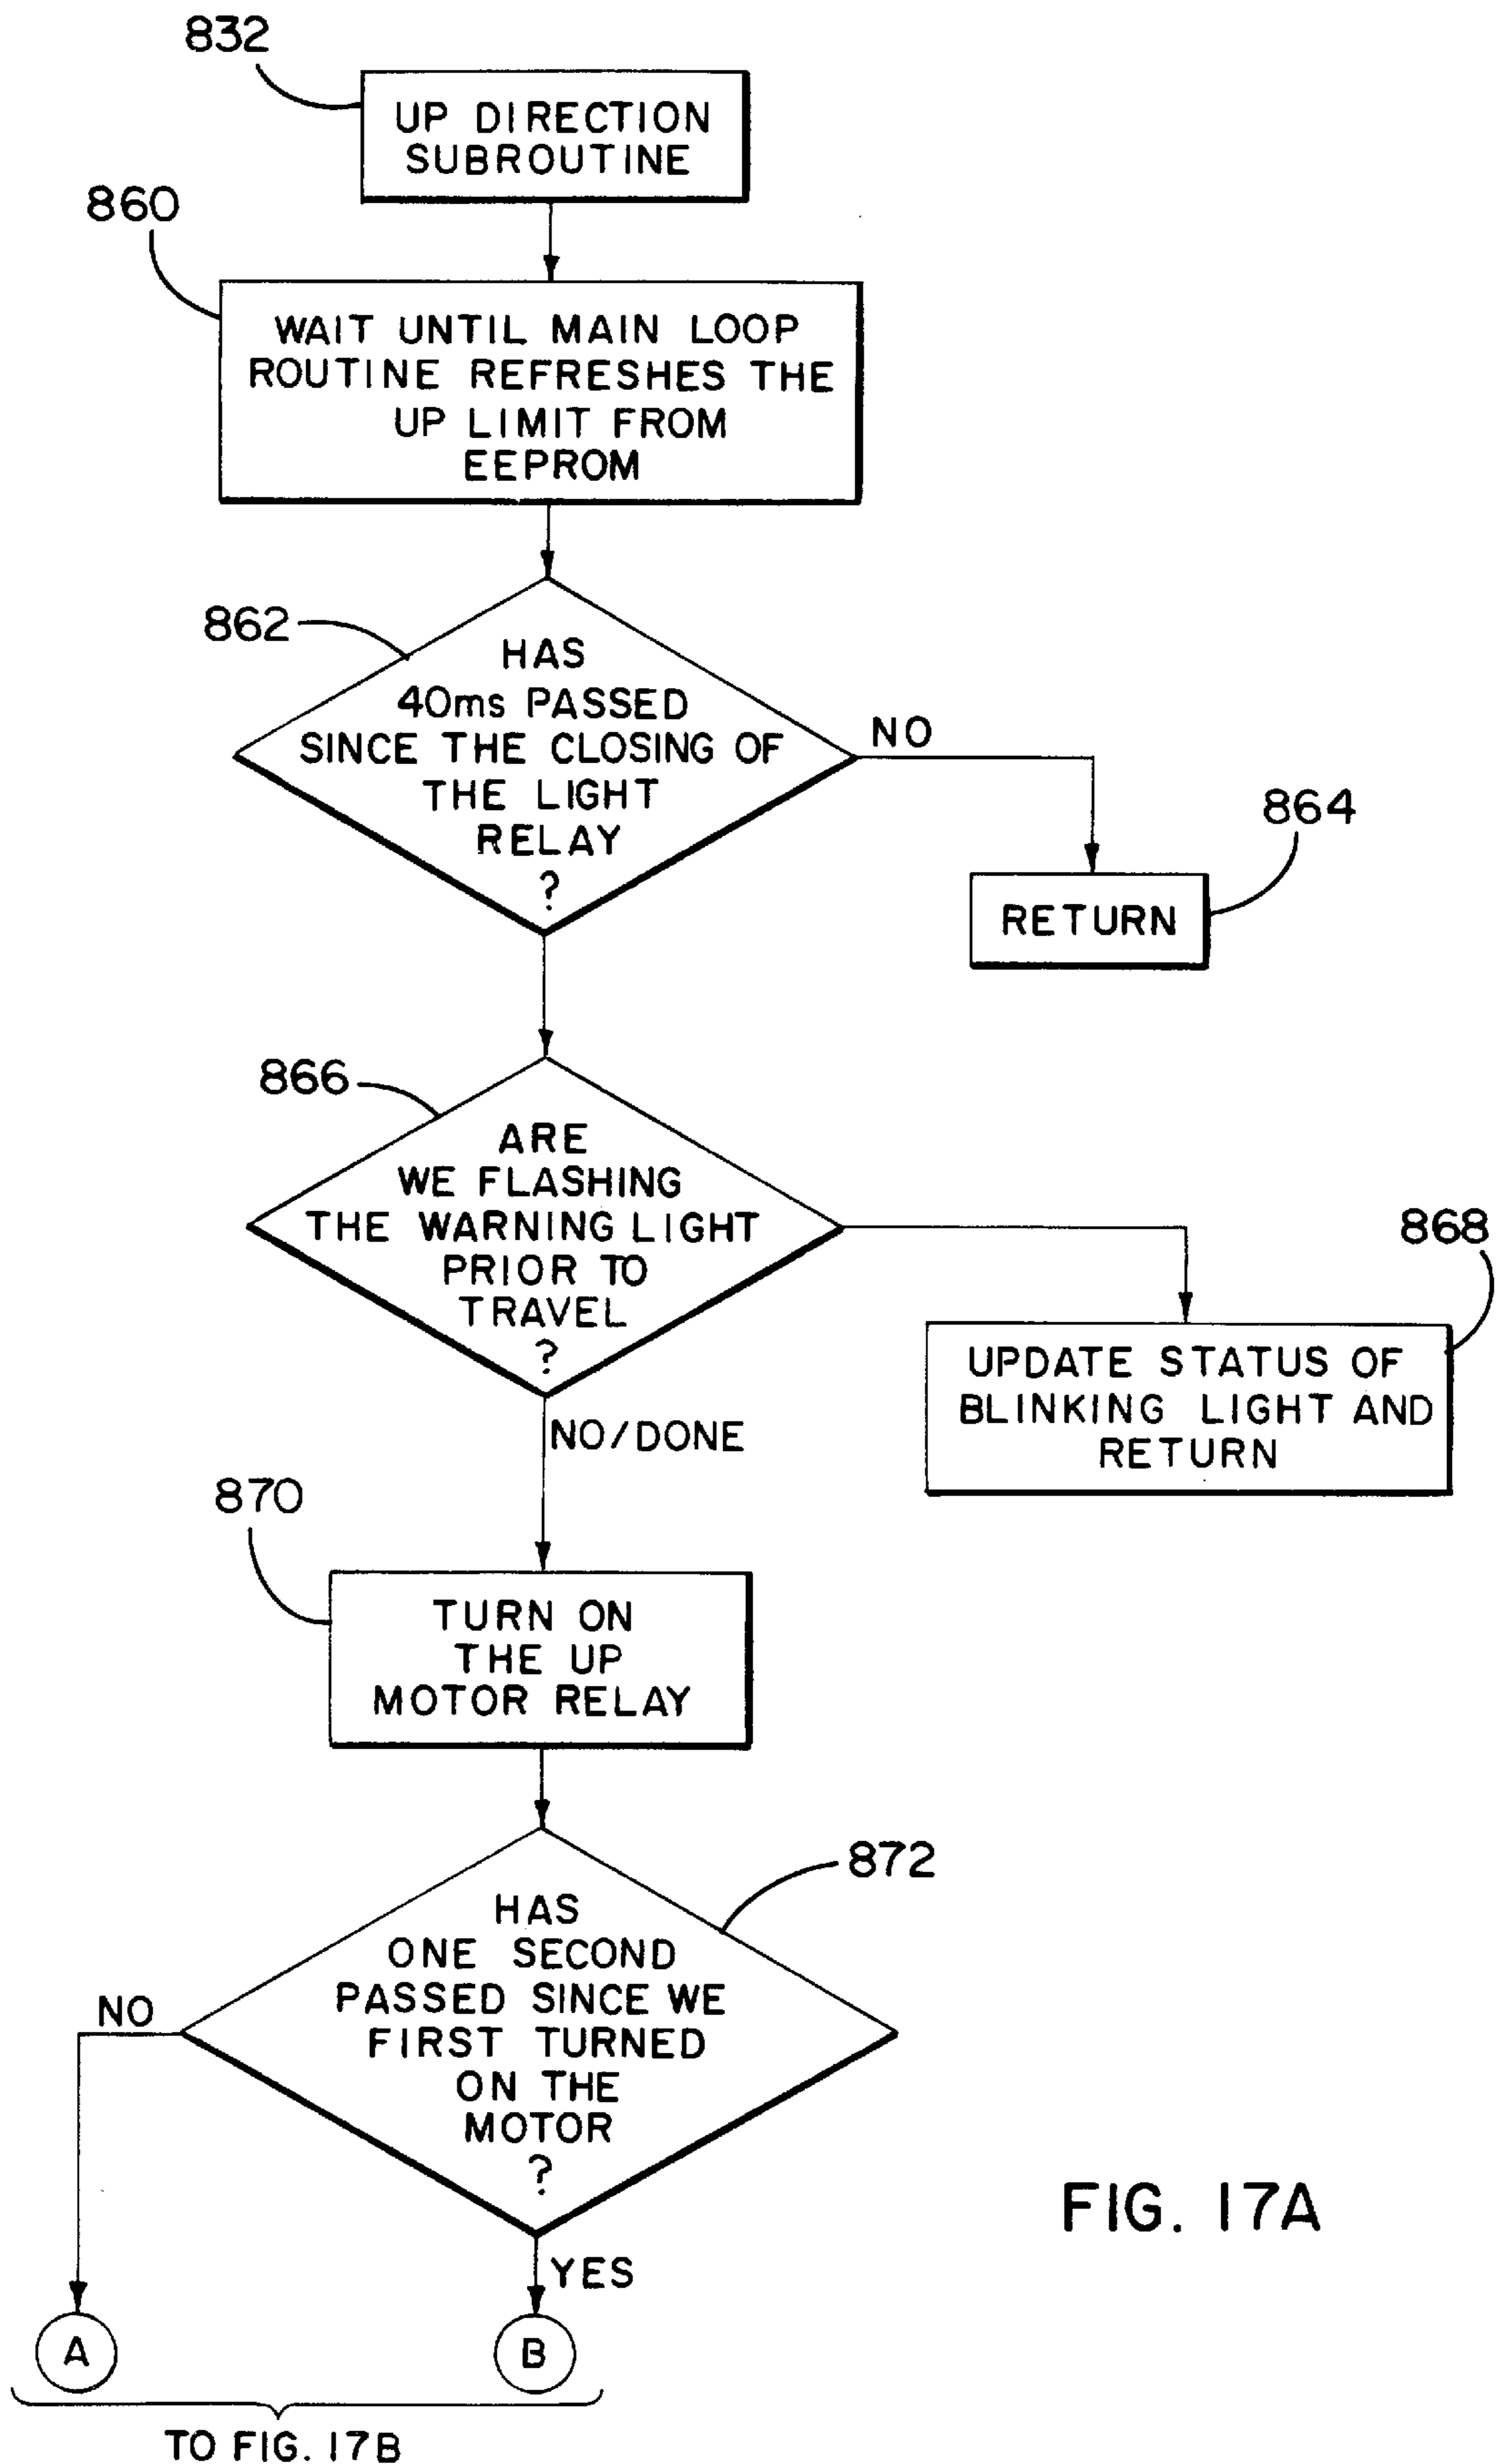 832
UP DIRECTION
SUBROUTINE
860
WAIT UNTIL MAIN LOOP
ROUTINE REFRESHES THE
UP LIMIT FROM
EEPROM
862
HAS
40ms PASSED
SINCE THE CLOSING OF
THE LIGHT
RELAY
?
NO
864
RETURN
866
ARE
WE FLASHING
THE WARNING LIGHT
PRIOR TO
TRAVEL
?
868
UPDATE STATUS OF
BLINKING LIGHT AND
RETURN
NO/DONE
870
TURN ON
THE UP
MOTOR RELAY
872
HAS
ONE SECOND
PASSED SINCE WE
FIRST TURNED
ON THE
MOTOR
?
NO
YES
A
B
TO FIG. 17B
FIG. 17A